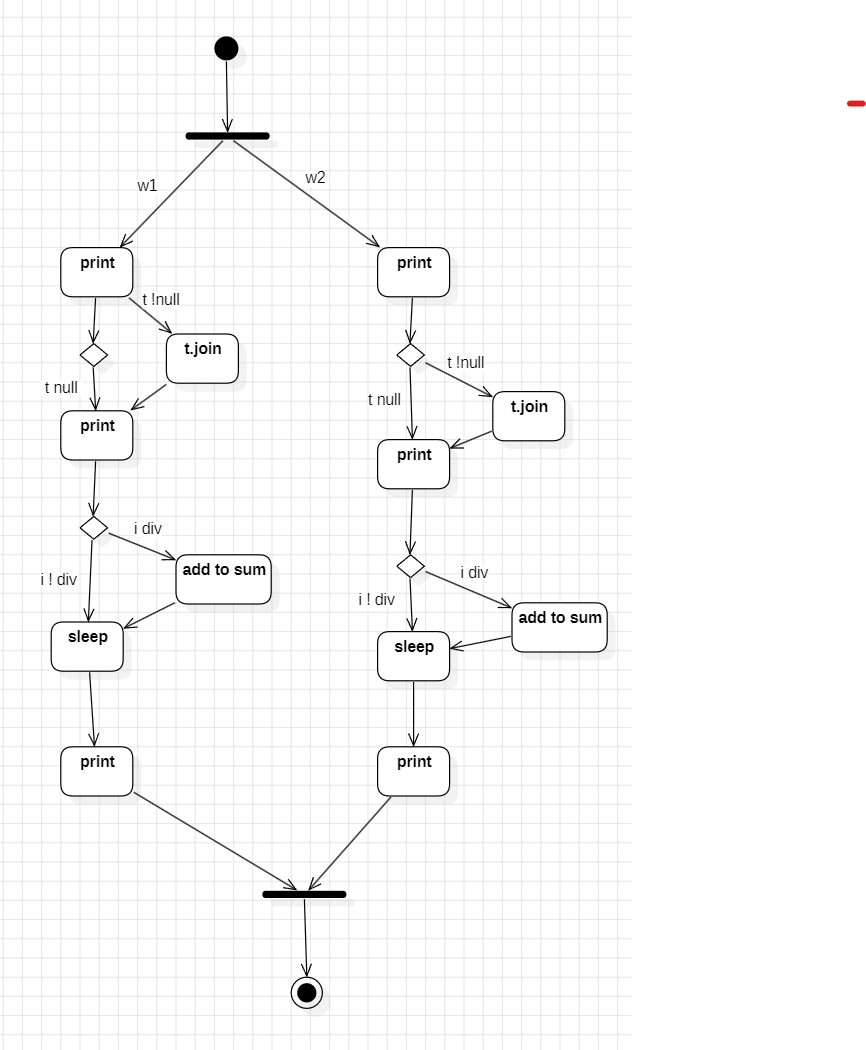 w1
w2
print
print
t !null
t.join
t !null
t null
t null
t.join
print
print
i div
add to sum
i div
i ! div
i ! div
add to sum
sleep
sleep
print
print